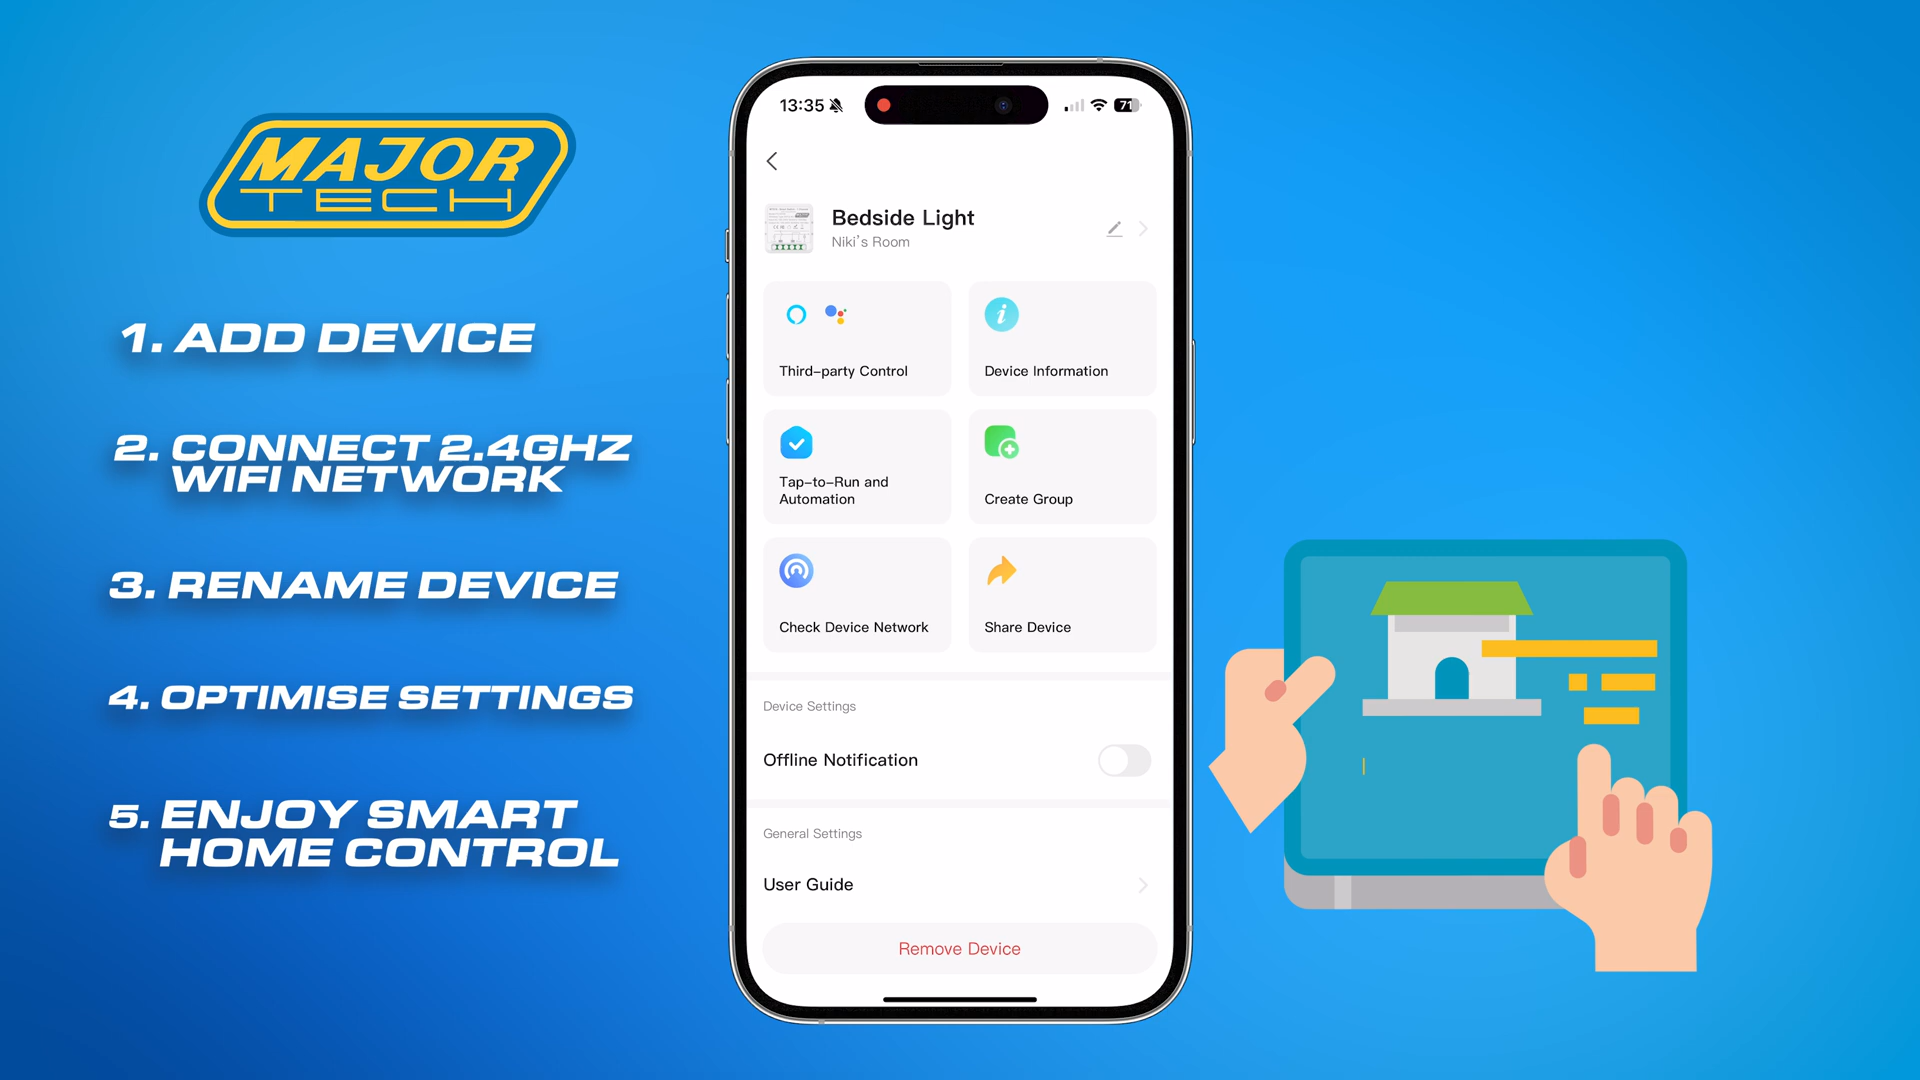 MAJOR
TECH
1. ADD DEVICE
2. CONNECT 2.4GHZ
WIFI NETWORK
3. RENAME DEVICE
4. OPTIMISE SETTINGS
5. ENJOY SMART
HOME CONTROL
13:35
71
Bedside Light
Niki's Room
Third-party Control
Device Information
Tap-to-Run and
Automation
Create Group
Check Device Network
Share Device
Device Settings
Offline Notification
General Settings
User Guide
Remove Device